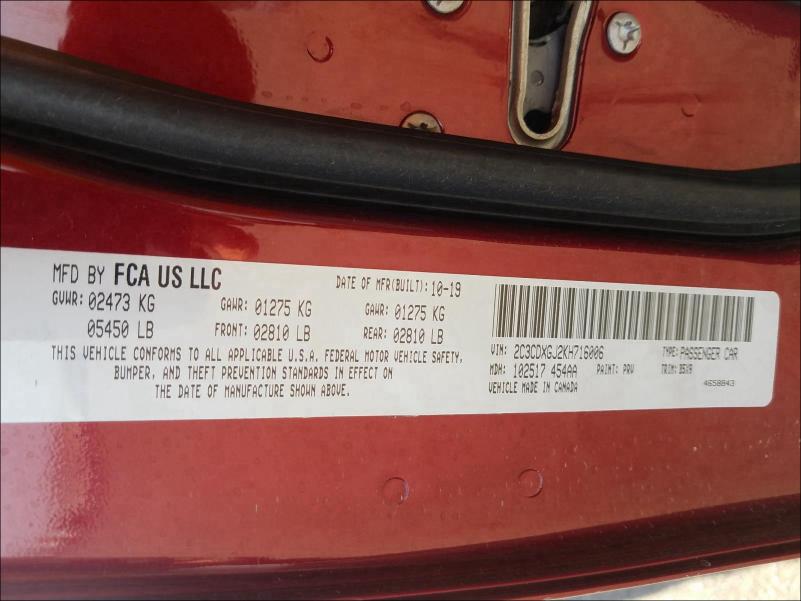 MFD BY FCA US LLC DATE OF MFR(BUILT): 10-19
GVWR: 02473 KG GAWR: 01275 KG GAWR: 01275 KG
05450 LB FRONT: 02810 LB REAR: 02810 LB
THIS VEHICLE CONFORMS TO ALL APPLICABLE U.S.A. FEDERAL MOTOR VEHICLE SAFETY,
BUMPER, AND THEFT PREVENTION STANDARDS IN EFFECT ON
THE DATE OF MANUFACTURE SHOWN ABOVE.
VIN: 2C3CDXGJ2KH716006 TYPE: PASSENGER CAR
MDH: 102517 454AA PAINT: PRV TRIM: B5X9
VEHICLE MADE IN CANADA 4658843